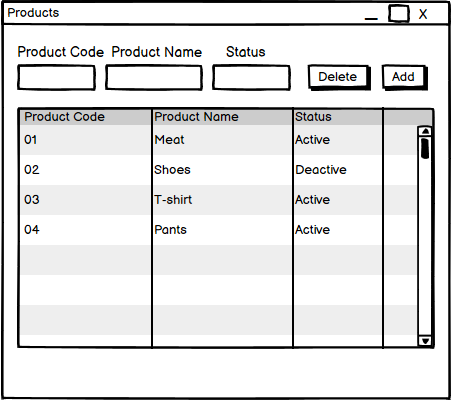 Products X
Product Code Product Name Status
Delete Add
Product Code Product Name Status
01 Meat Active
02 Shoes Deactive
03 T-shirt Active
04 Pants Active